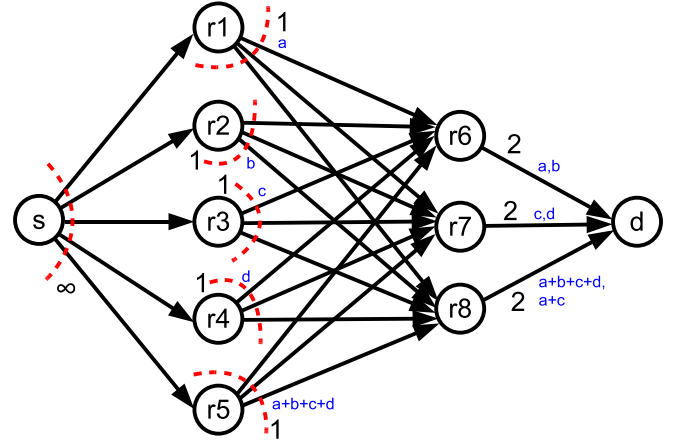 r1
1
a
r2
1
b
r6
2
a,b
1
c
s
r3
r7
2
c,d
d
∞
1
d
r4
r8
2
a+b+c+d,
a+c
r5
a+b+c+d
1